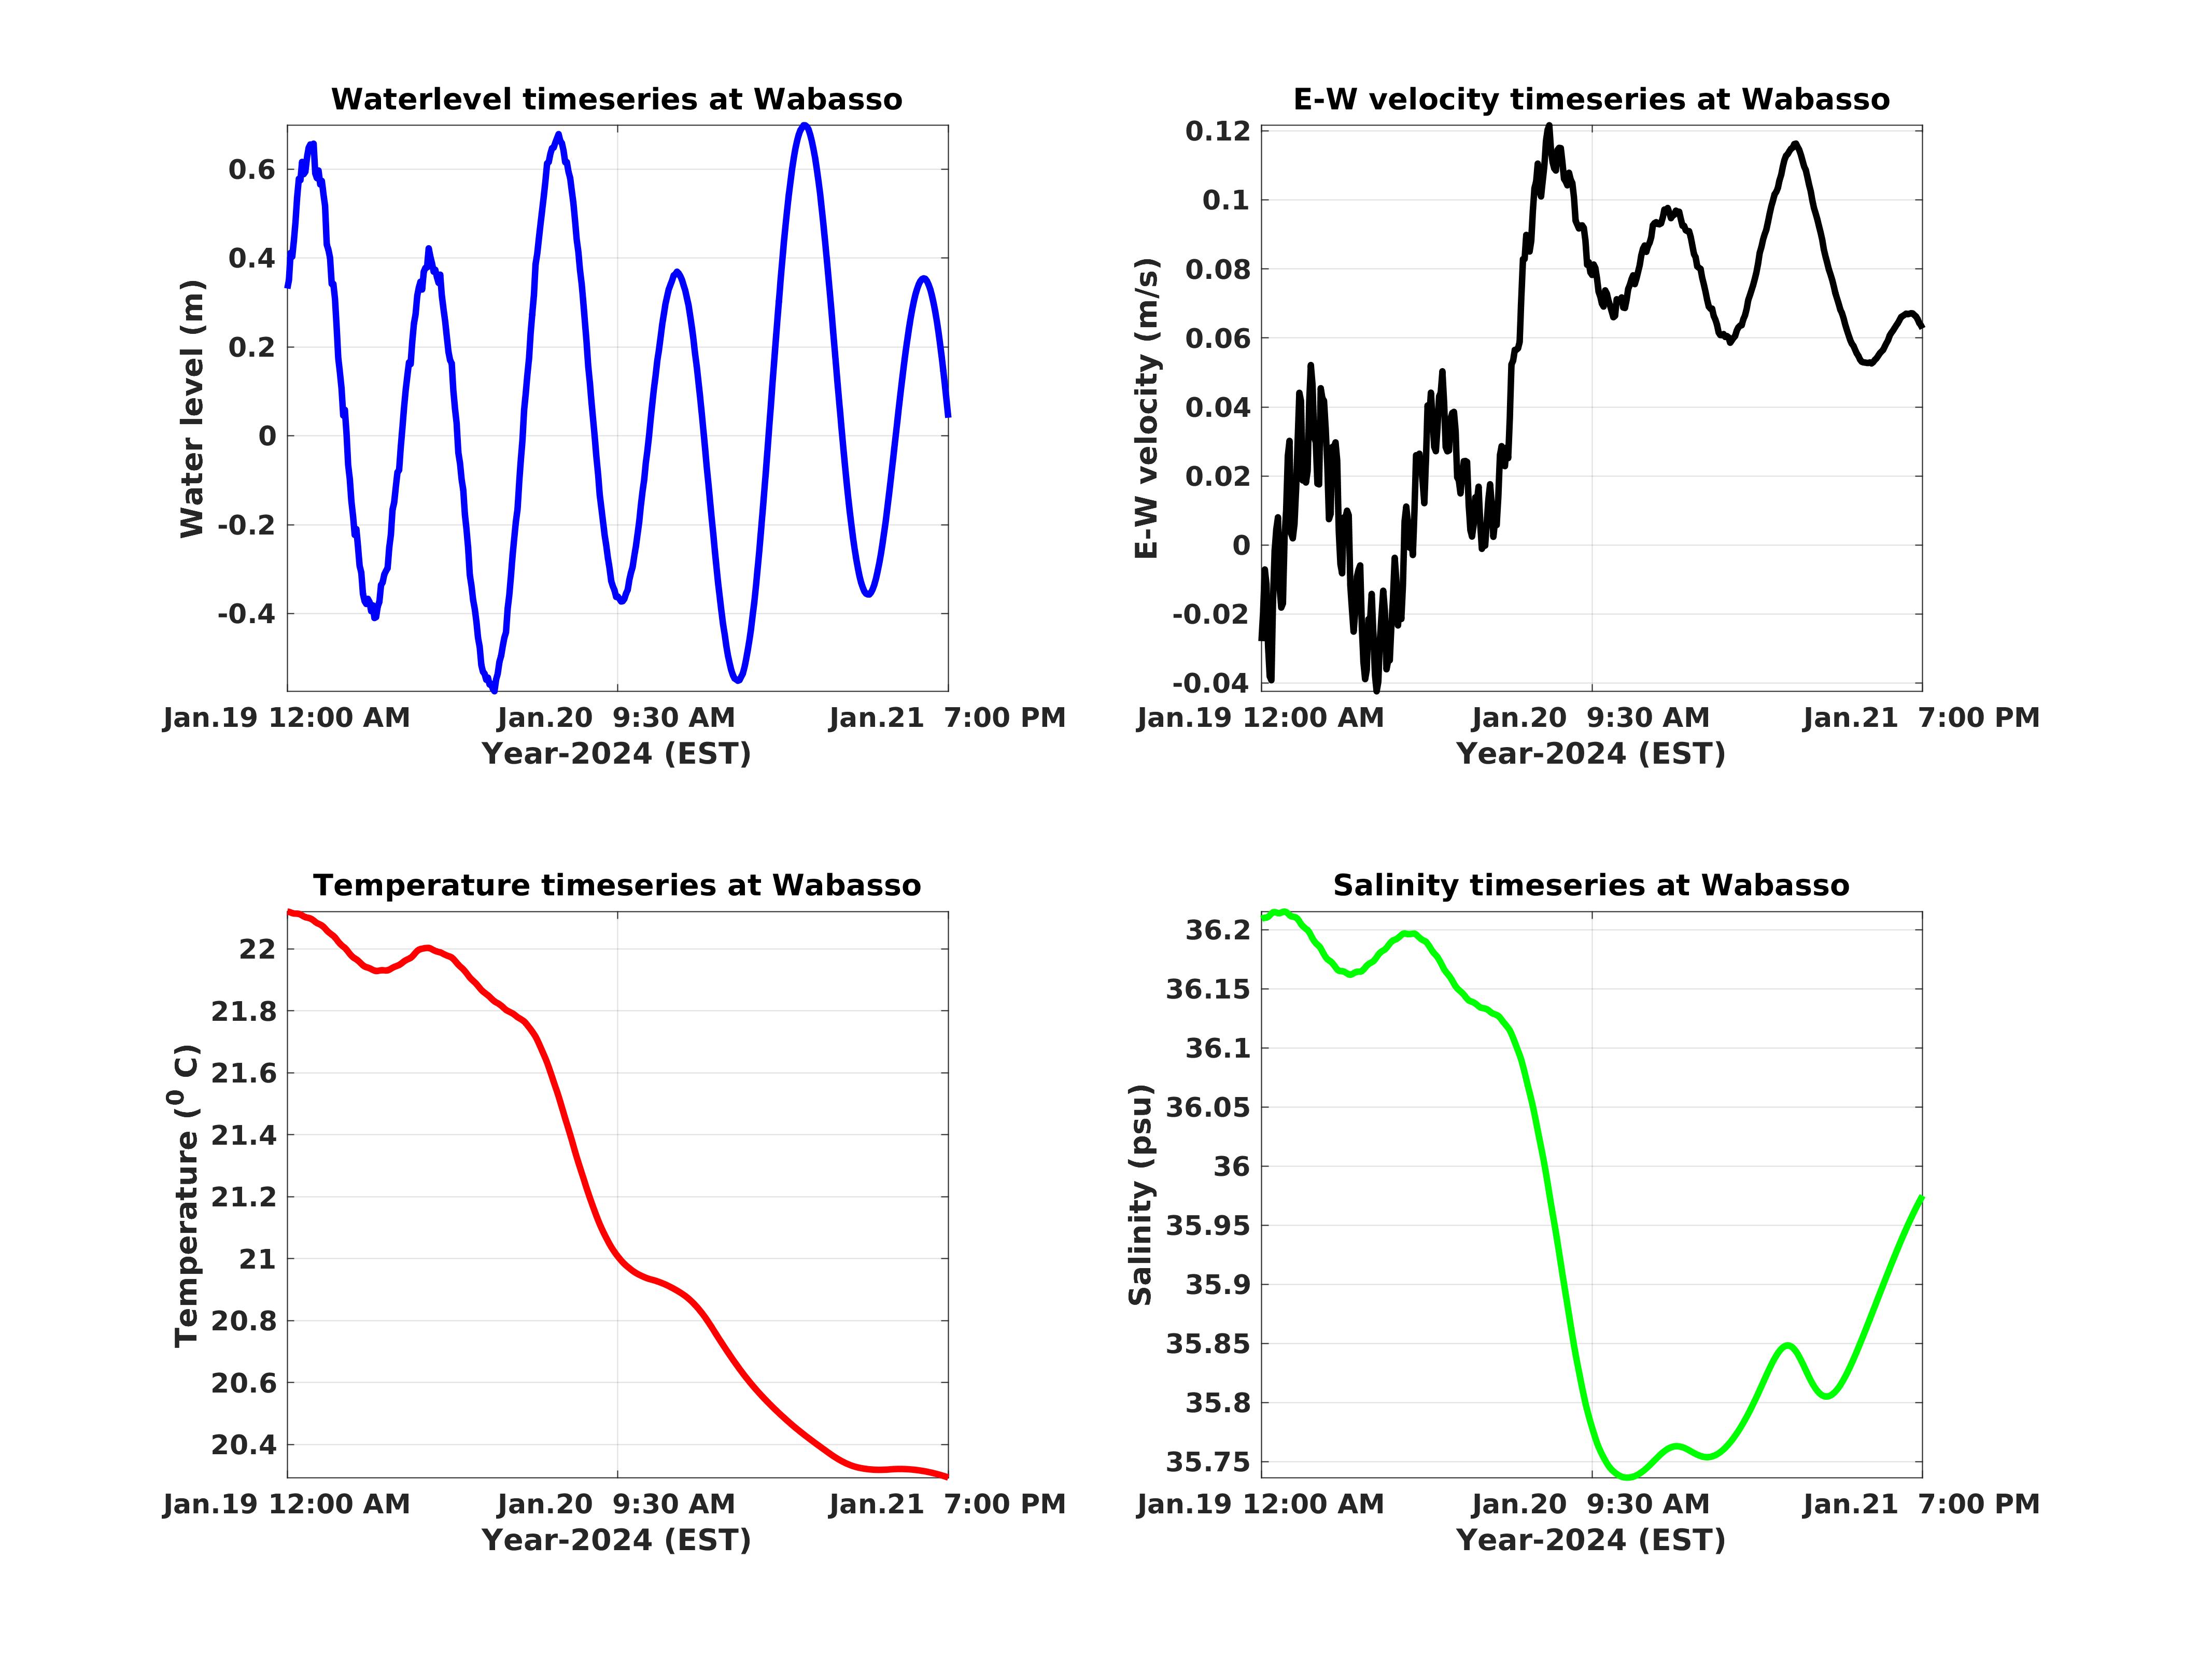 Waterlevel timeseries at Wabasso
0.6
0.4
0.2
0
-0.2
-0.4
Water level (m)
Jan.19 12:00 AM
Jan.20  9:30 AM
Jan.21  7:00 PM
Year-2024 (EST)
E-W velocity timeseries at Wabasso
0.12
0.1
0.08
0.06
0.04
0.02
0
-0.02
-0.04
E-W velocity (m/s)
Jan.19 12:00 AM
Jan.20  9:30 AM
Jan.21  7:00 PM
Year-2024 (EST)
Temperature timeseries at Wabasso
22
21.8
21.6
21.4
21.2
21
20.8
20.6
20.4
Temperature (⁰ C)
Jan.19 12:00 AM
Jan.20  9:30 AM
Jan.21  7:00 PM
Year-2024 (EST)
Salinity timeseries at Wabasso
36.2
36.15
36.1
36.05
36
35.95
35.9
35.85
35.8
35.75
Salinity (psu)
Jan.19 12:00 AM
Jan.20  9:30 AM
Jan.21  7:00 PM
Year-2024 (EST)